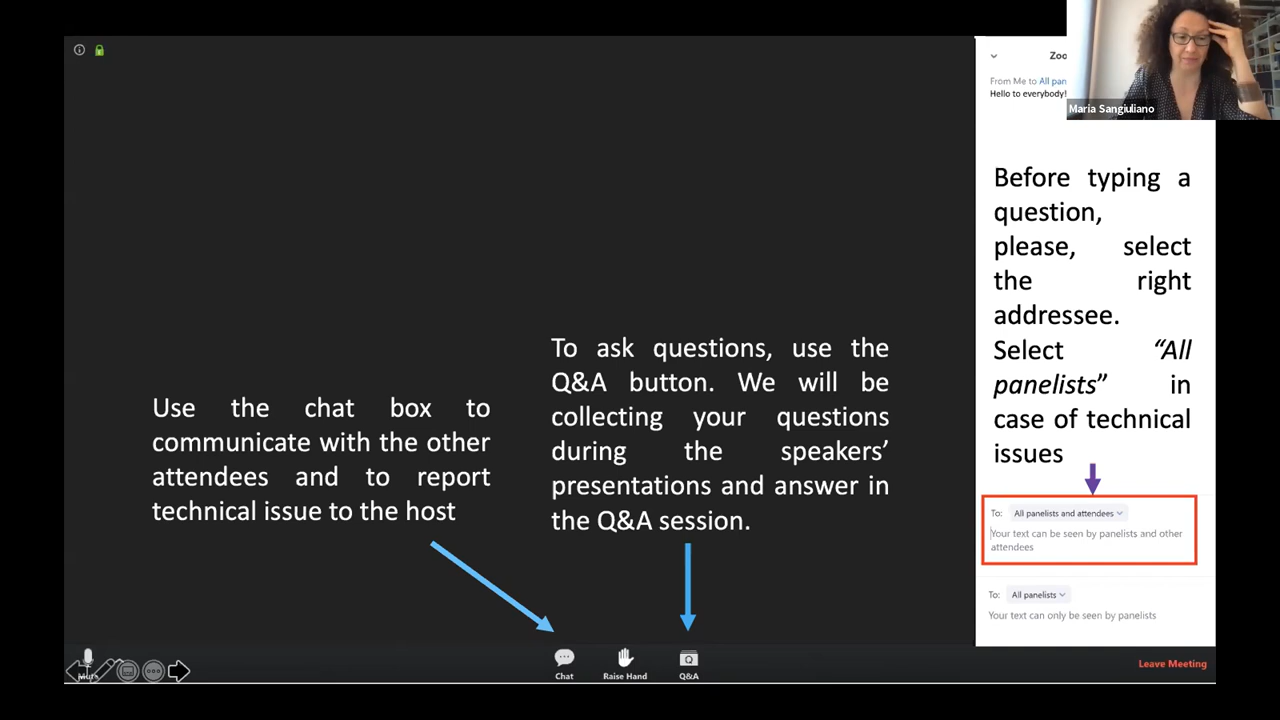 Zoo
From Me to All pan
Hello to everybody!
Maria Sangiuliano
Before typing a
question,
please, select
the right
addressee.
Select “All
panelists” in
case of technical
issues
To ask questions, use the
Q&A button. We will be
collecting your questions
during the speakers’
presentations and answer in
the Q&A session.
Use the chat box to
communicate with the other
attendees and to report
technical issue to the host
To: All panelists and attendees
Your text can be seen by panelists and other
attendees
To: All panelists
Your text can only be seen by panelists
Mute
Chat
Raise Hand
Q&A
Leave Meeting